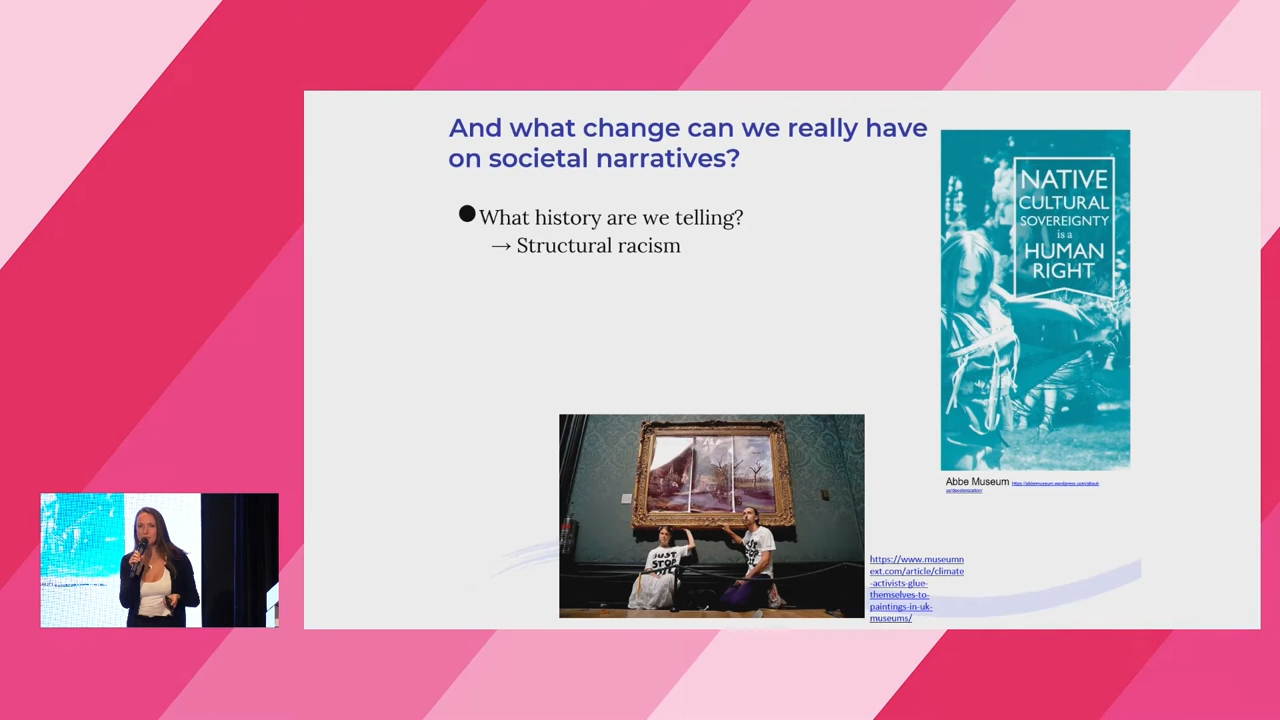 And what change can we really have
on societal narratives?
What history are we telling?
→ Structural racism
NATIVE
CULTURAL
SOVEREIGNTY
is a
HUMAN
RIGHT
Abbe Museum
JUST
STOP
https://www.museumn
ext.com/article/climate
-activists-glue-
themselves-to-
paintings-in-uk-
museums/